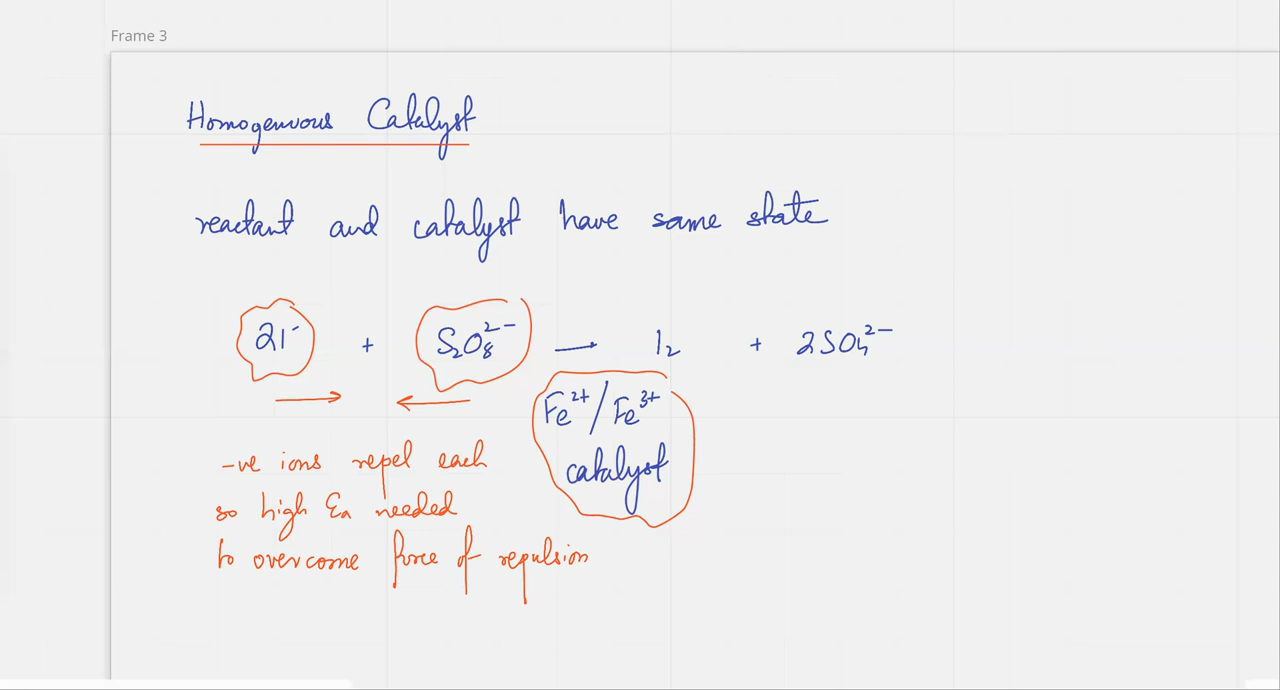 Frame 3
Homogenuous Catalyst
reactant and catalyst have same state
2I⁻ + S₂O₈²⁻ → I₂ + 2SO₄²⁻
Fe²⁺/Fe³⁺
catalyst
-ve ions repel each
so high Ea needed
to overcome force of repulsion